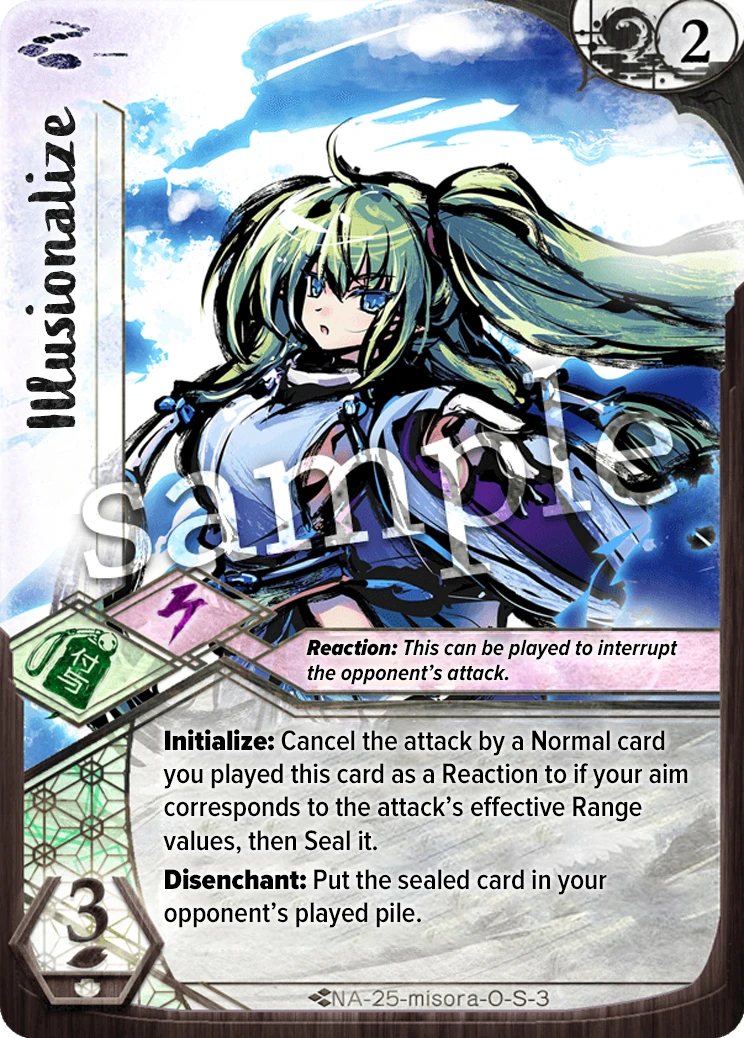 2
Illusionalize
sample
付与
Reaction: This can be played to interrupt
the opponent's attack.
Initialize: Cancel the attack by a Normal card
you played this card as a Reaction to if your aim
corresponds to the attack's effective Range
values, then Seal it.
Disenchant: Put the sealed card in your
opponent's played pile.
3
NA-25-misora-O-S-3